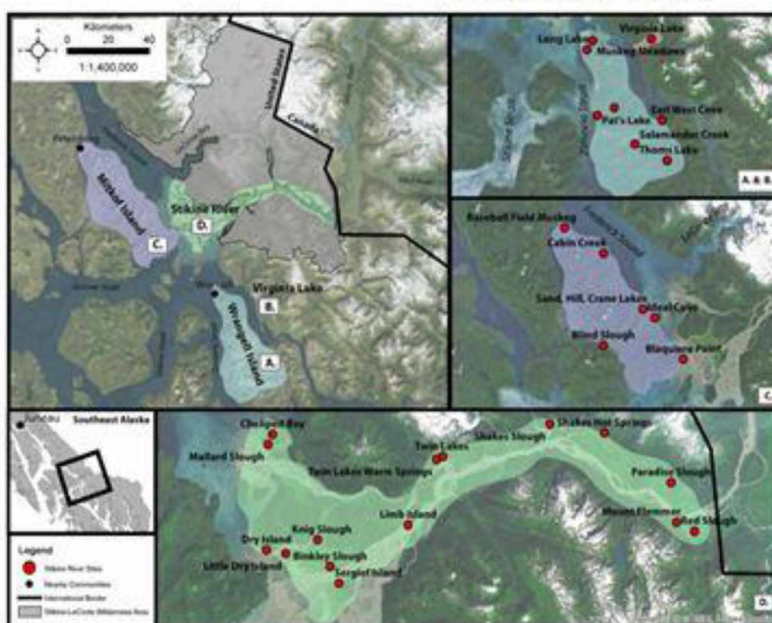 Kilometers
0 20 40
1:1,400,000
United States
Canada
Petersburg
Mitkof Island
C.
Stikine River
D.
Virginia Lake
B.
Wrangell Island
A.
Long Lake
Virginia Lake
Muskeg Meadows
Pat's Lake
East West Cove
Salamander Creek
Thoms Lake
A. & B.
Baseball Field Muskeg
Frederick Sound
Cabin Creek
Sand, Hill, Crane Lakes
Ideal Cove
Blind Slough
Blaquiere Point
C.
Juneau
Southeast Alaska
Legend
Stikine River Sites
Nearby Communities
International Border
Stikine-LeConte Wilderness Area
Mallard Slough
Twin Lakes
Twin Lakes Warm Springs
Shakes Slough
Shakes Hot Springs
Paradise Slough
Mount Flemmer
Red Slough
Limb Island
Knig Slough
Dry Island
Little Dry Island
Binkley Slough
Sergief Island
D.